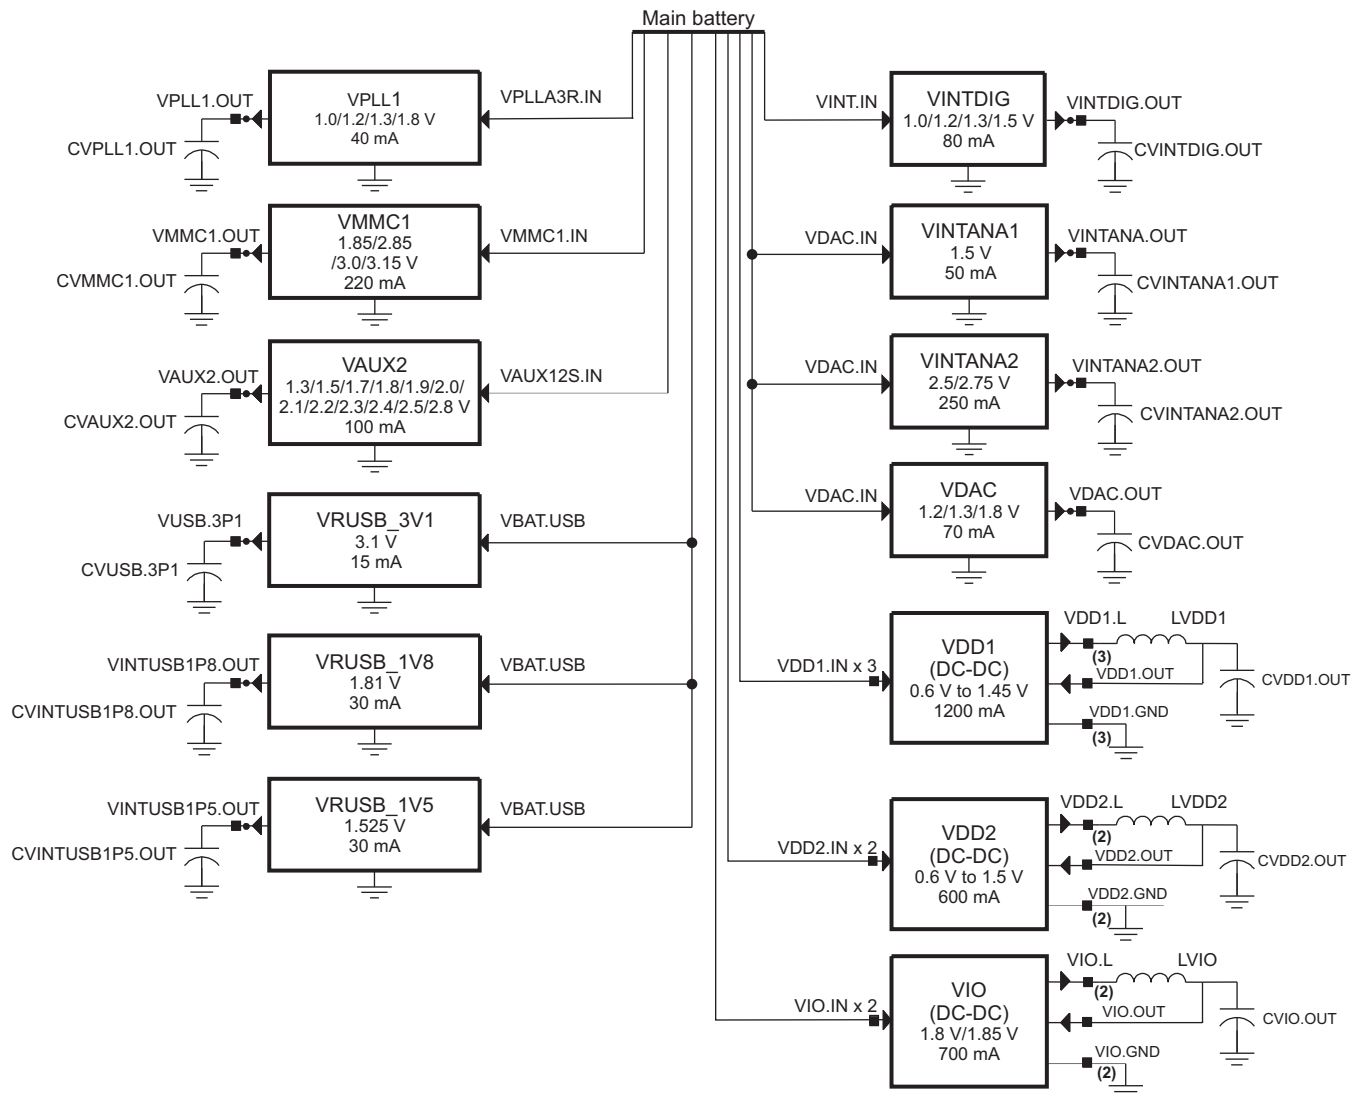 Main battery
VPLL1.OUT
CVPLL1.OUT
VPLL1
1.0/1.2/1.3/1.8 V
40 mA
VPLLA3R.IN
VMMC1.OUT
CVMMC1.OUT
VMMC1
1.85/2.85
/3.0/3.15 V
220 mA
VMMC1.IN
VAUX2.OUT
CVAUX2.OUT
VAUX2
1.3/1.5/1.7/1.8/1.9/2.0/
2.1/2.2/2.3/2.4/2.5/2.8 V
100 mA
VAUX12S.IN
VUSB.3P1
CVUSB.3P1
VRUSB_3V1
3.1 V
15 mA
VBAT.USB
VINTUSB1P8.OUT
CVINTUSB1P8.OUT
VRUSB_1V8
1.81 V
30 mA
VBAT.USB
VINTUSB1P5.OUT
CVINTUSB1P5.OUT
VRUSB_1V5
1.525 V
30 mA
VBAT.USB
VINT.IN
VINTDIG
1.0/1.2/1.3/1.5 V
80 mA
VINTDIG.OUT
CVINTDIG.OUT
VDAC.IN
VINTANA1
1.5 V
50 mA
VINTANA.OUT
CVINTANA1.OUT
VDAC.IN
VINTANA2
2.5/2.75 V
250 mA
VINTANA2.OUT
CVINTANA2.OUT
VDAC.IN
VDAC
1.2/1.3/1.8 V
70 mA
VDAC.OUT
CVDAC.OUT
VDD1.IN x 3
VDD1
(DC-DC)
0.6 V to 1.45 V
1200 mA
VDD1.L
LVDD1
(3)
VDD1.OUT
CVDD1.OUT
VDD1.GND
(3)
VDD2.IN x 2
VDD2
(DC-DC)
0.6 V to 1.5 V
600 mA
VDD2.L
LVDD2
(2)
VDD2.OUT
CVDD2.OUT
VDD2.GND
(2)
VIO.IN x 2
VIO
(DC-DC)
1.8 V/1.85 V
700 mA
VIO.L
LVIO
(2)
VIO.OUT
CVIO.OUT
VIO.GND
(2)